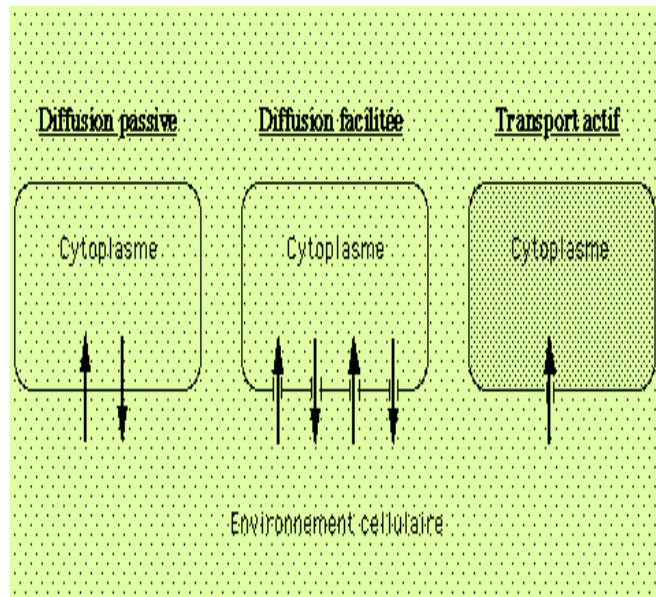 Diffusion passive
Diffusion facilitée
Transport actif
Cytoplasme
Cytoplasme
Cytoplasme
Environnement cellulaire